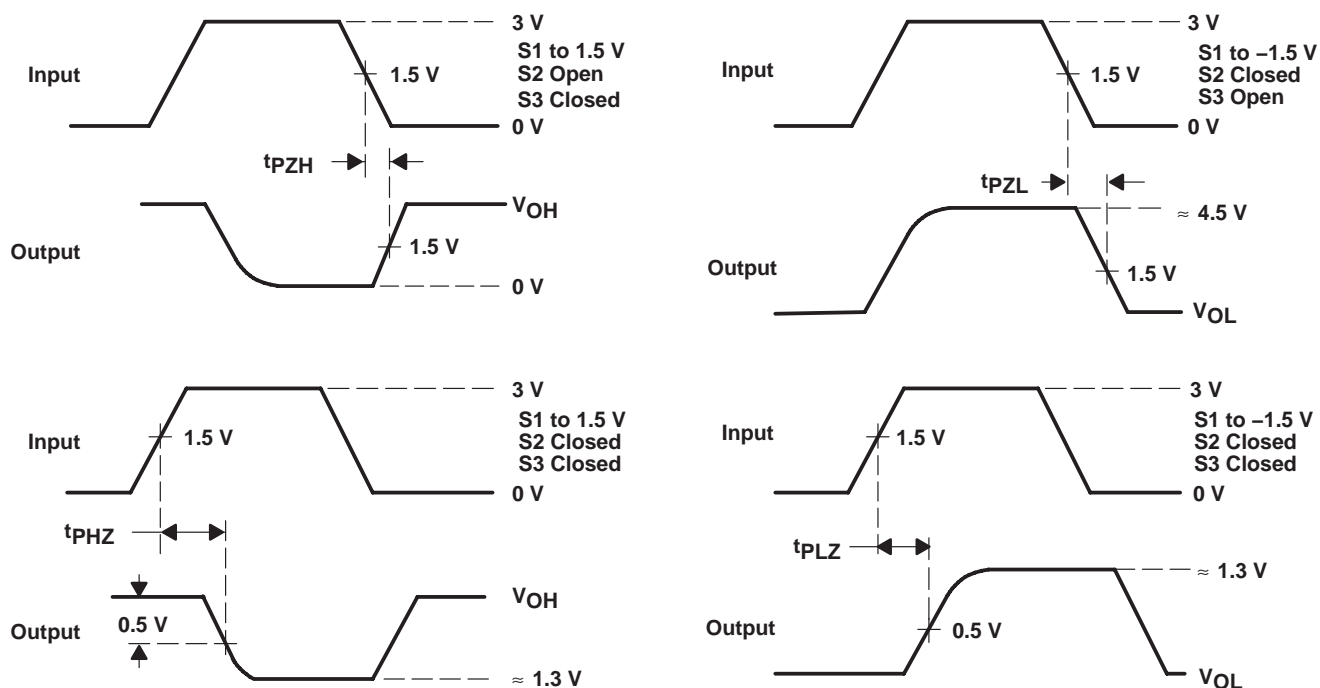 3 V
S1 to 1.5 V
Input
1.5 V
S2 Open
S3 Closed
0 V
tPZH
VOH
Output
1.5 V
0 V
3 V
S1 to −1.5 V
Input
1.5 V
S2 Closed
S3 Open
0 V
tPZL
≈ 4.5 V
Output
1.5 V
VOL
3 V
S1 to 1.5 V
Input
1.5 V
S2 Closed
S3 Closed
0 V
tPHZ
VOH
Output
0.5 V
≈ 1.3 V
3 V
S1 to −1.5 V
Input
1.5 V
S2 Closed
S3 Closed
0 V
tPLZ
≈ 1.3 V
Output
0.5 V
VOL